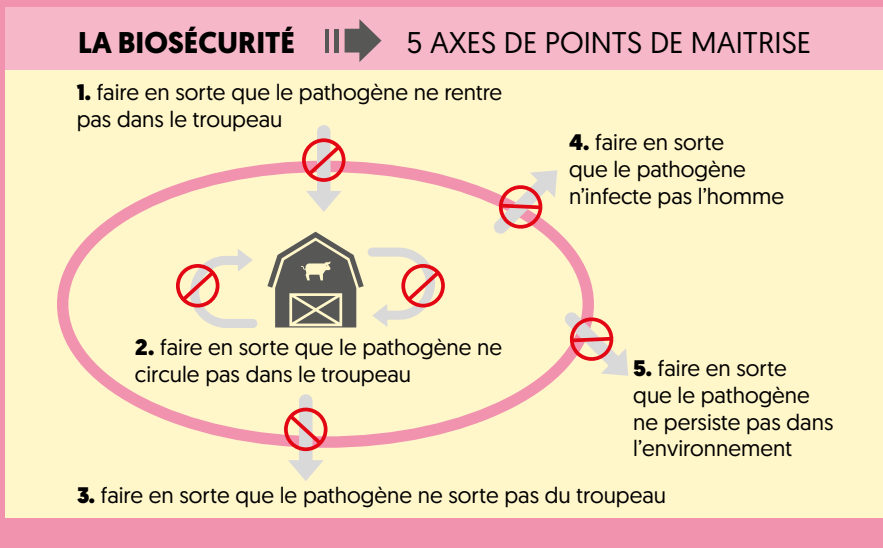 LA BIOSÉCURITÉ 5 AXES DE POINTS DE MAITRISE
1. faire en sorte que le pathogène ne rentre
pas dans le troupeau
4. faire en sorte
que le pathogène
n'infecte pas l'homme
2. faire en sorte que le pathogène ne
circule pas dans le troupeau
5. faire en sorte
que le pathogène
ne persiste pas dans
l'environnement
3. faire en sorte que le pathogène ne sorte pas du troupeau